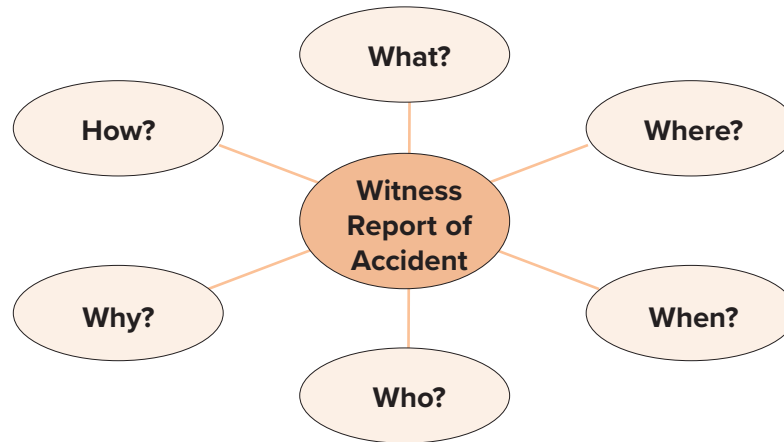 What?
How?
Where?
Witness
Report of
Accident
Why?
When?
Who?